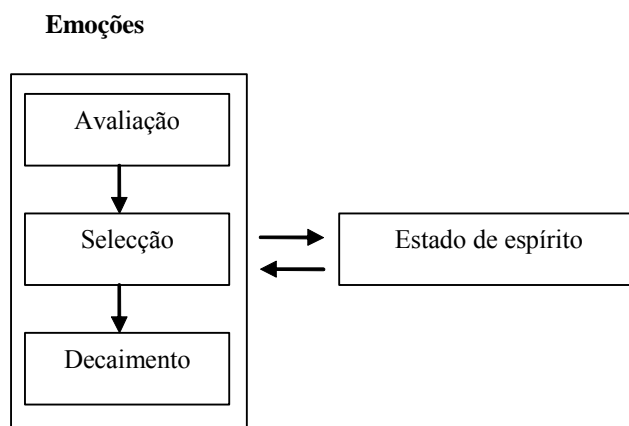 Emoções
Avaliação
Selecção
Estado de espírito
Decaimento